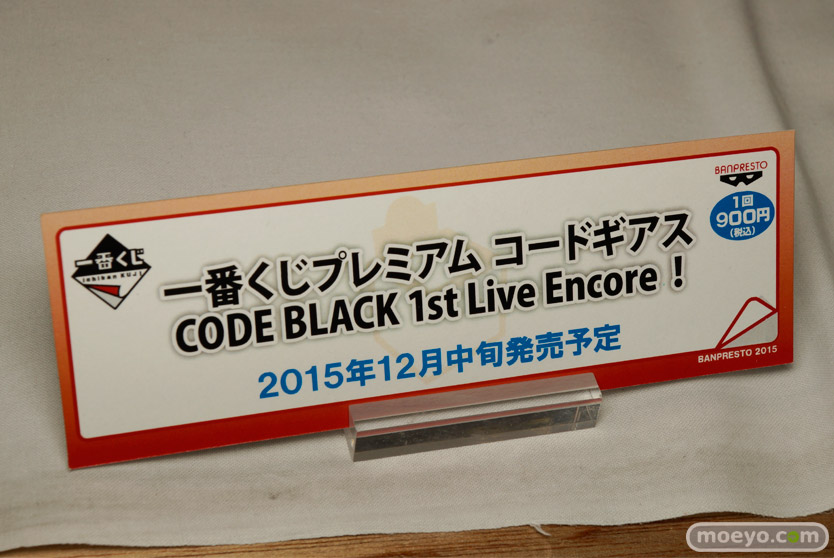 一番くじ
Ichiban KUJI
BANPRESTO
1回
900円
(税込)
一番くじプレミアム コードギアス
CODE BLACK 1st Live Encore！
2015年12月中旬発売予定
BANPRESTO 2015
moeyo.com